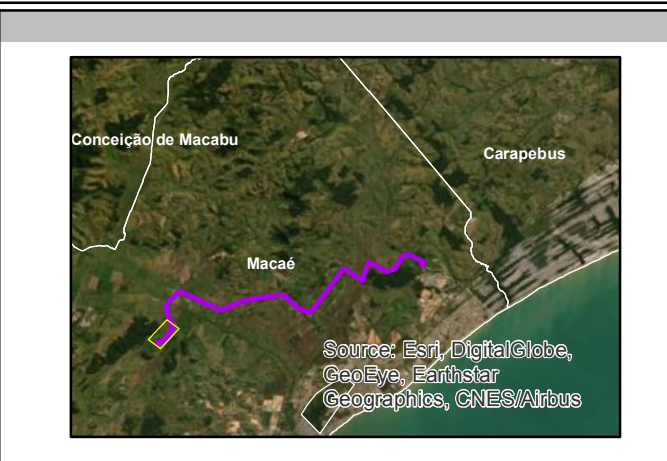 Conceição de Macabu
Carapebus
Macaé
Source: Esri, DigitalGlobe,
GeoEye, Earthstar
Geographics, CNES/Airbus